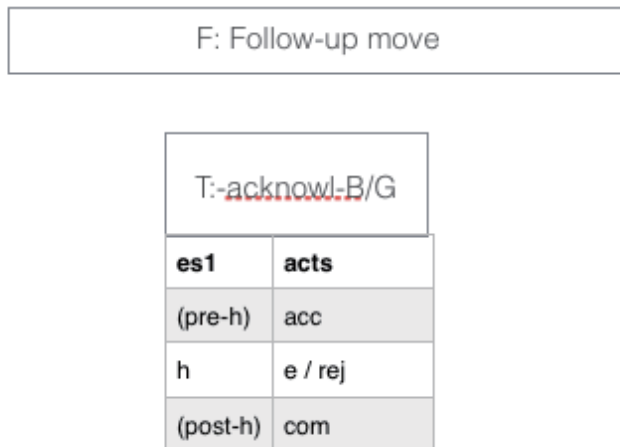 F: Follow-up move
T:-acknowl-B/G
es1 acts
(pre-h) acc
h e / rej
(post-h) com